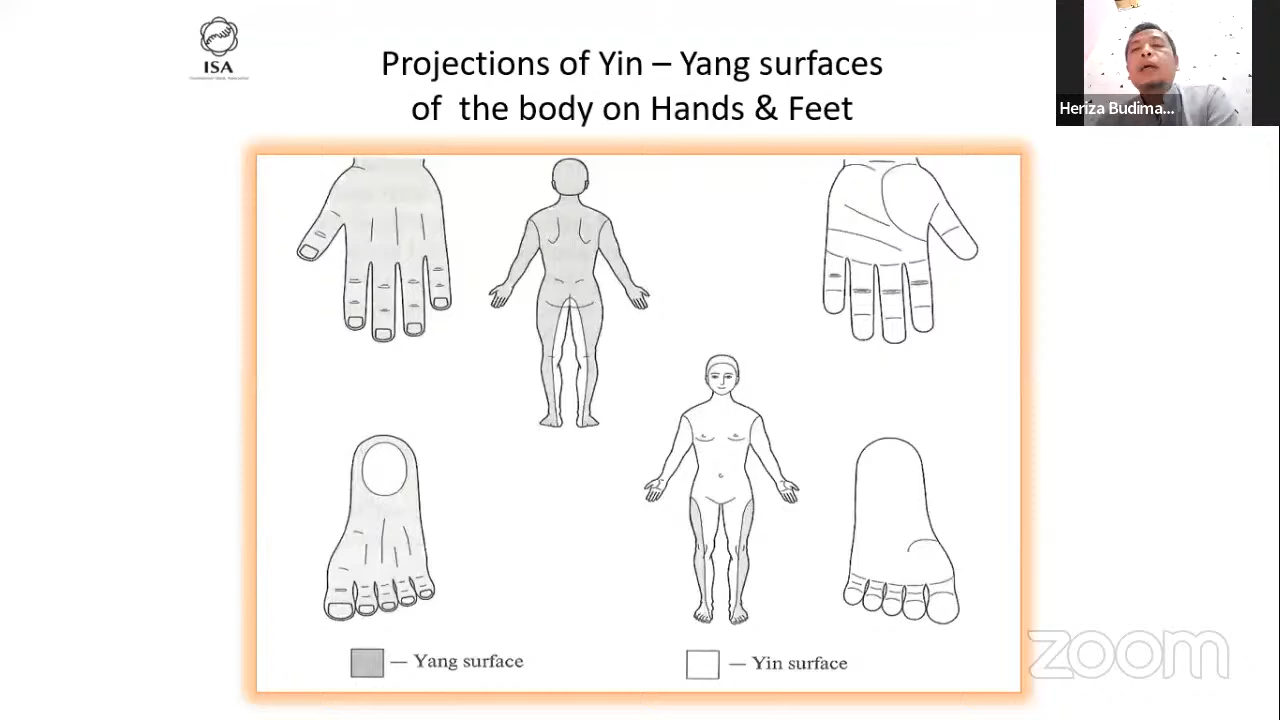 ISA
Projections of Yin – Yang surfaces
of the body on Hands & Feet
Heriza Budima...
— Yang surface
— Yin surface
zoom